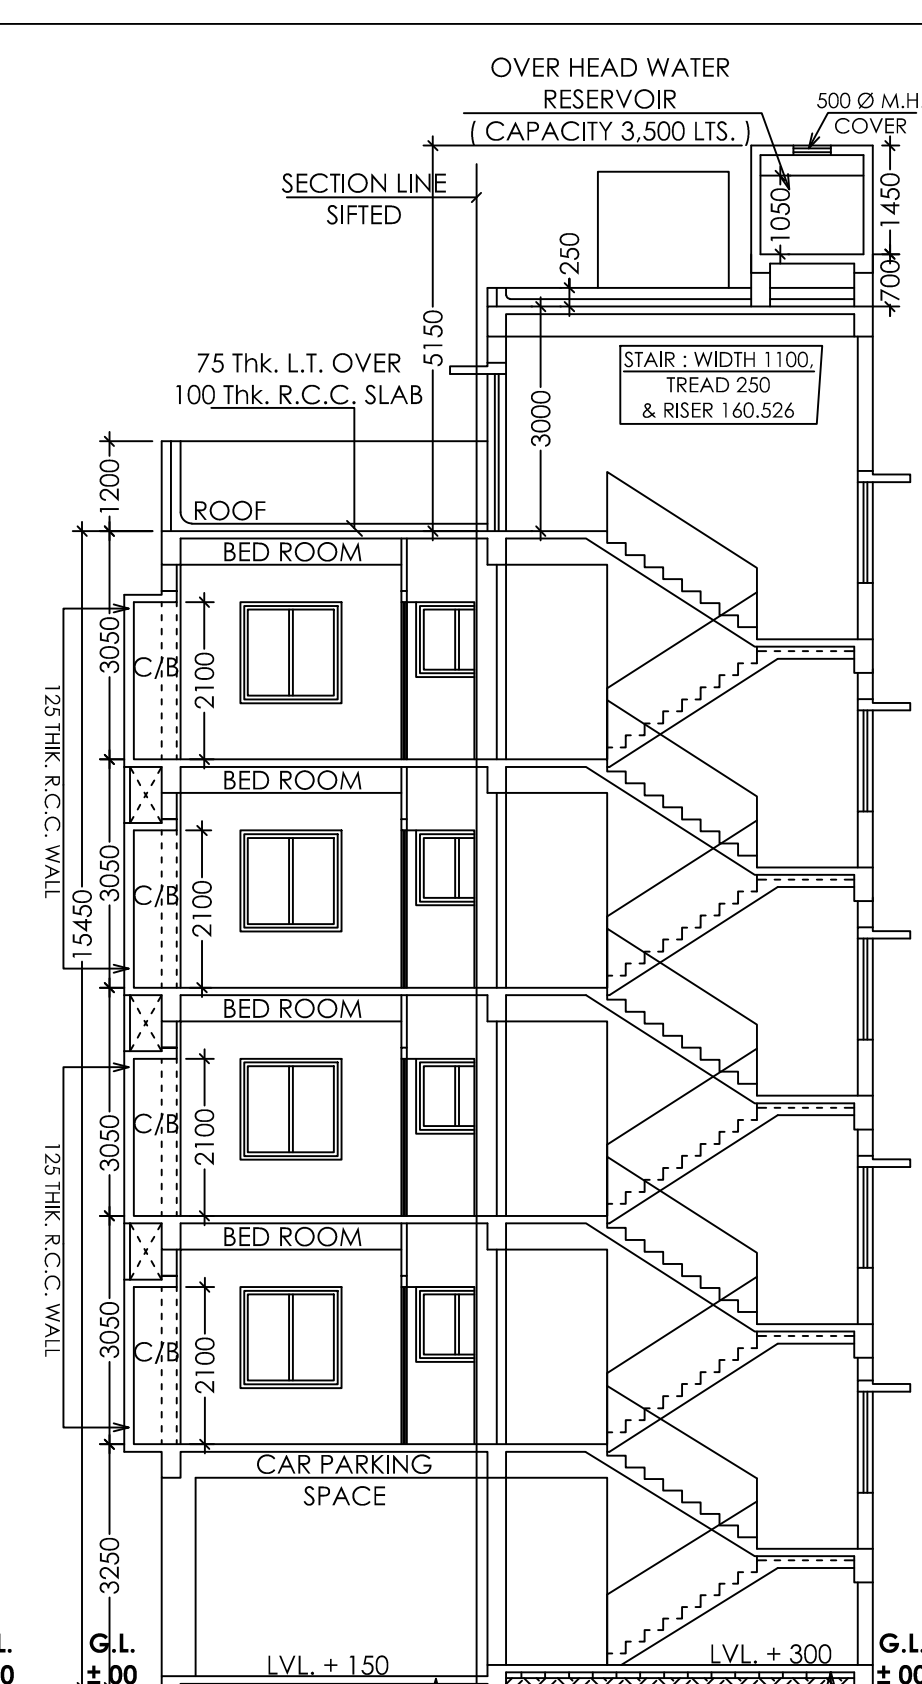 OVER HEAD WATER
RESERVOIR
( CAPACITY 3,500 LTS. )
500 Ø M.H.
COVER
SECTION LINE
SIFTED
1050
1450
700
250
5150
75 Thk. L.T. OVER
100 Thk. R.C.C. SLAB
STAIR : WIDTH 1100,
TREAD 250
& RISER 160.526
3000
1200
ROOF
BED ROOM
3050
C/B
2100
125 THIK. R.C.C. WALL
BED ROOM
3050
C/B
2100
15450
BED ROOM
3050
C/B
2100
125 THIK. R.C.C. WALL
BED ROOM
3050
C/B
2100
CAR PARKING
SPACE
3250
L.
0
G.L.
±00
LVL. + 150
LVL. + 300
G.L.
± 00